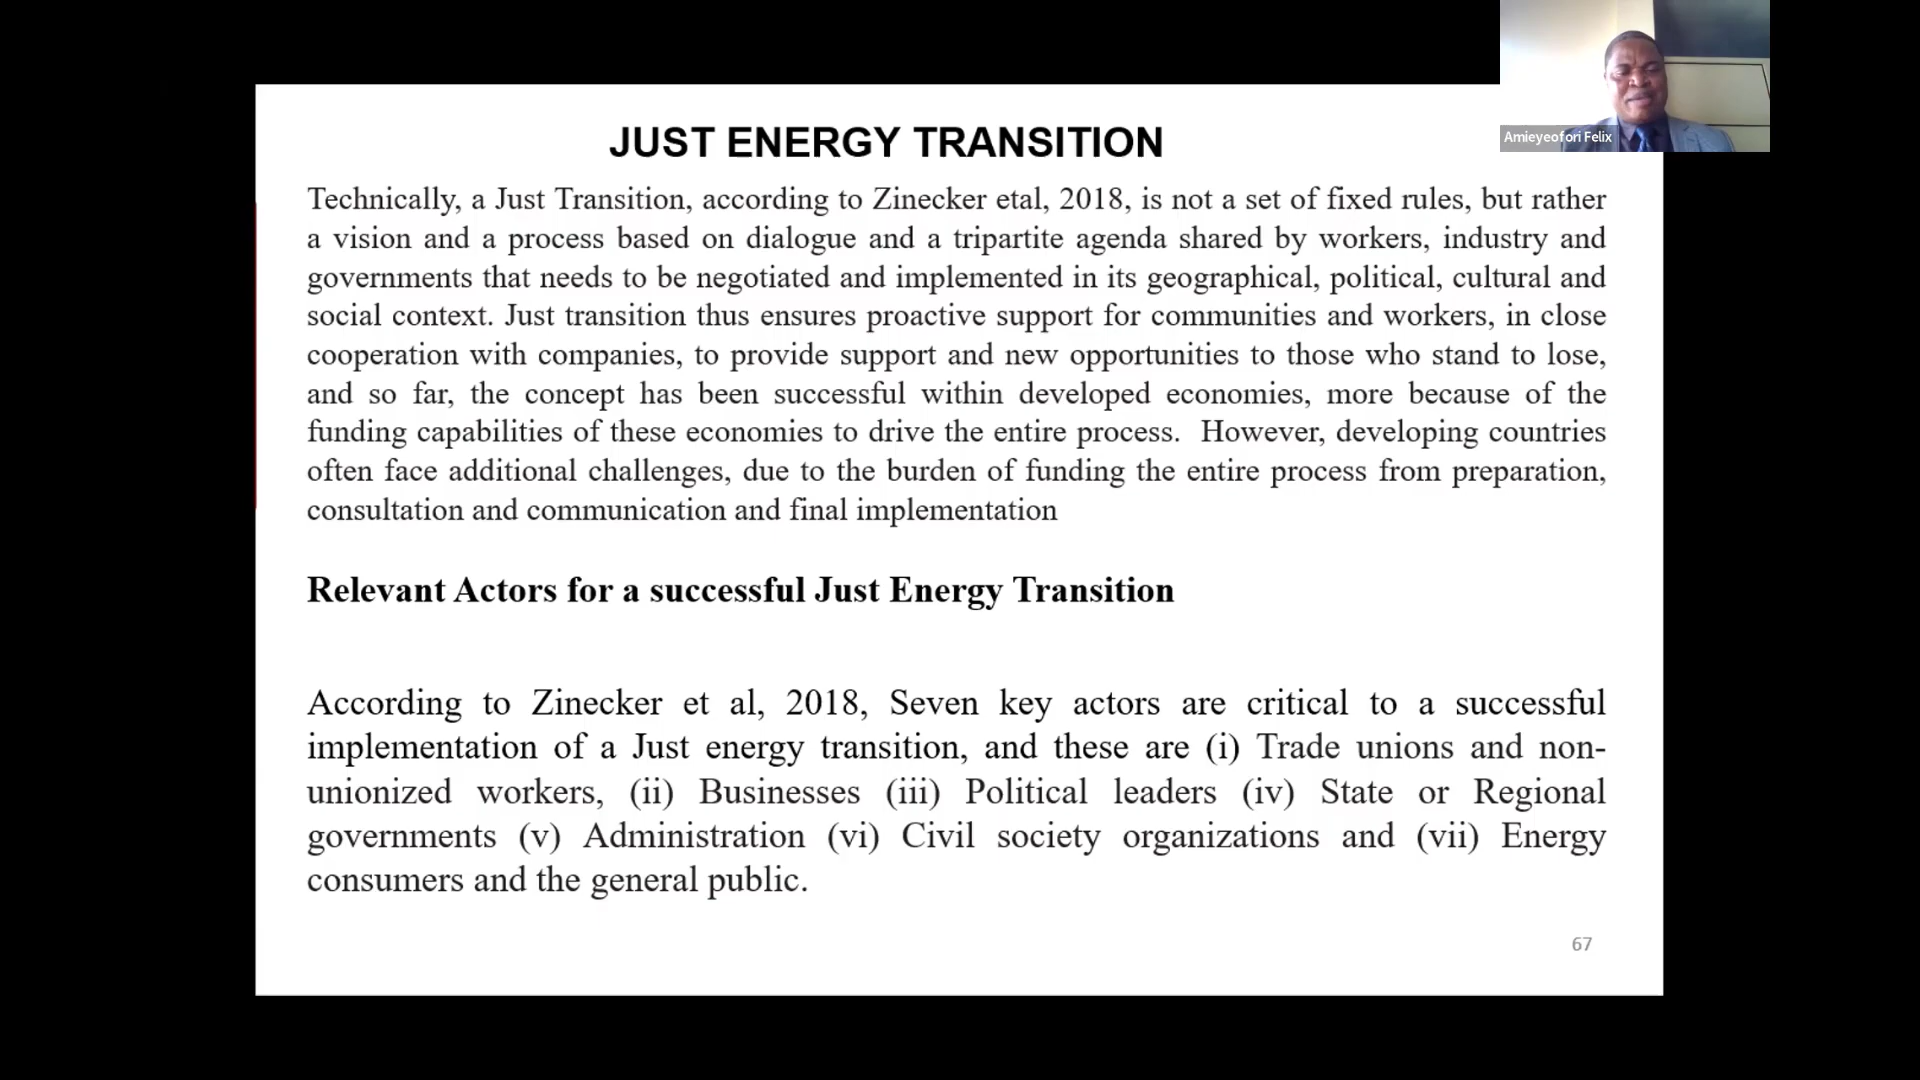 Amieyeofori Felix
JUST ENERGY TRANSITION
Technically, a Just Transition, according to Zinecker etal, 2018, is not a set of fixed rules, but rather
a vision and a process based on dialogue and a tripartite agenda shared by workers, industry and
governments that needs to be negotiated and implemented in its geographical, political, cultural and
social context. Just transition thus ensures proactive support for communities and workers, in close
cooperation with companies, to provide support and new opportunities to those who stand to lose,
and so far, the concept has been successful within developed economies, more because of the
funding capabilities of these economies to drive the entire process. However, developing countries
often face additional challenges, due to the burden of funding the entire process from preparation,
consultation and communication and final implementation
Relevant Actors for a successful Just Energy Transition
According to Zinecker et al, 2018, Seven key actors are critical to a successful
implementation of a Just energy transition, and these are (i) Trade unions and non-
unionized workers, (ii) Businesses (iii) Political leaders (iv) State or Regional
governments (v) Administration (vi) Civil society organizations and (vii) Energy
consumers and the general public.
67